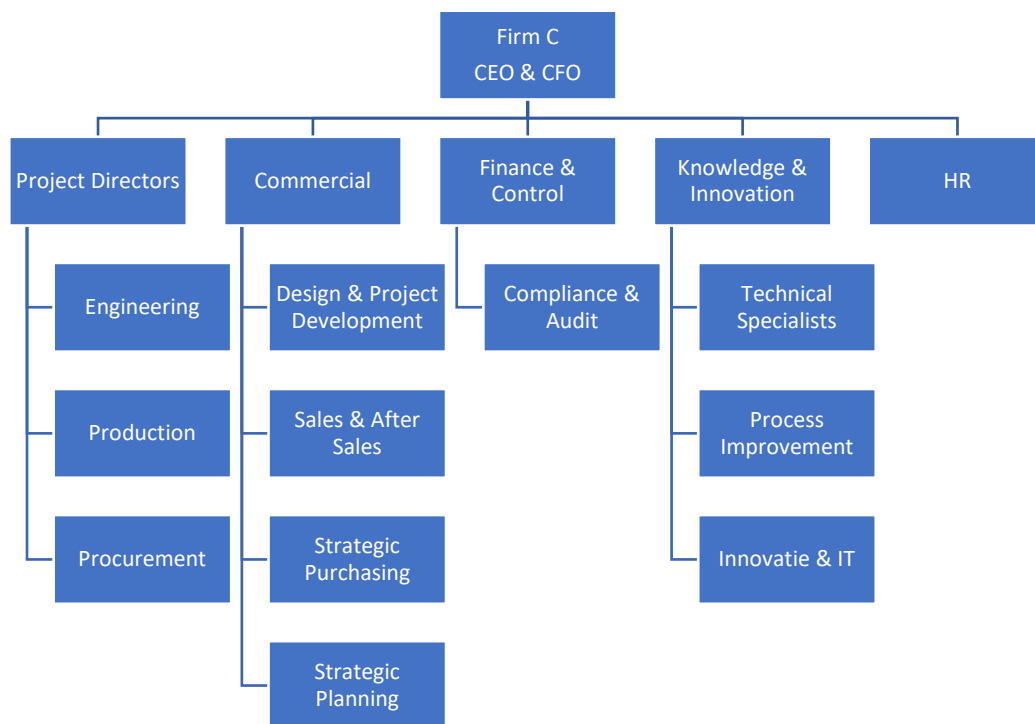 Firm C
CEO & CFO
Project Directors
Commercial
Finance &
Control
Knowledge &
Innovation
HR
Engineering
Design & Project
Development
Compliance &
Audit
Technical
Specialists
Production
Sales & After
Sales
Process
Improvement
Procurement
Strategic
Purchasing
Innovatie & IT
Strategic
Planning